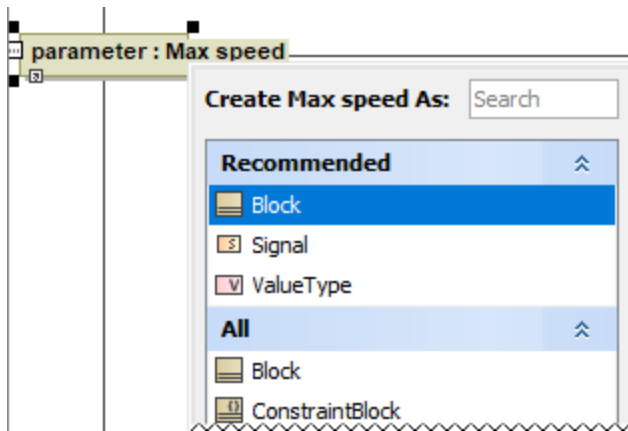 parameter : Max speed
Create Max speed As: Search
Recommended
Block
S Signal
V ValueType
All
Block
{} ConstraintBlock